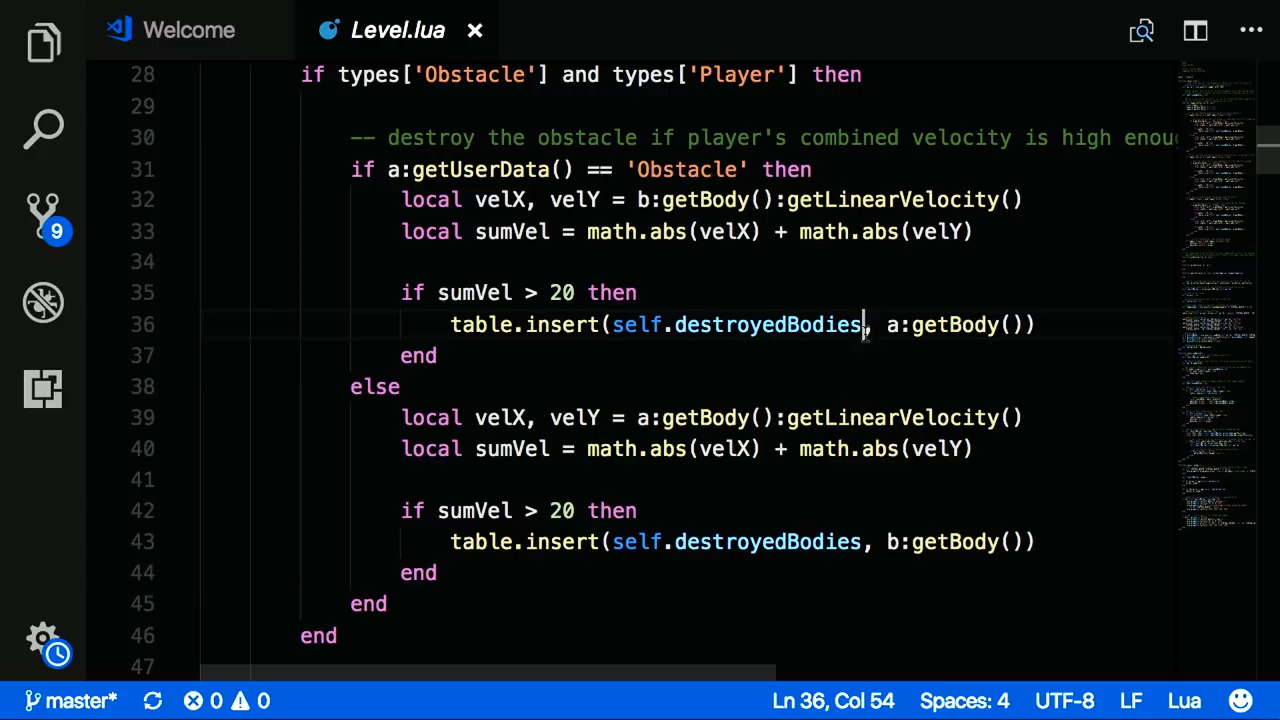 Welcome
Level.lua
28 if types['Obstacle'] and types['Player'] then
29
30 -- destroy the obstacle if player's combined velocity is high enou
31 if a:getUserData() == 'Obstacle' then
32 local velX, velY = b:getBody():getLinearVelocity()
33 local sumVel = math.abs(velX) + math.abs(velY)
34
35 if sumVel > 20 then
36 table.insert(self.destroyedBodies, a:getBody())
37 end
38 else
39 local velX, velY = a:getBody():getLinearVelocity()
40 local sumVel = math.abs(velX) + math.abs(velY)
41
42 if sumVel > 20 then
43 table.insert(self.destroyedBodies, b:getBody())
44 end
45 end
46 end
47
9
master* 0 0 Ln 36, Col 54 Spaces: 4 UTF-8 LF Lua